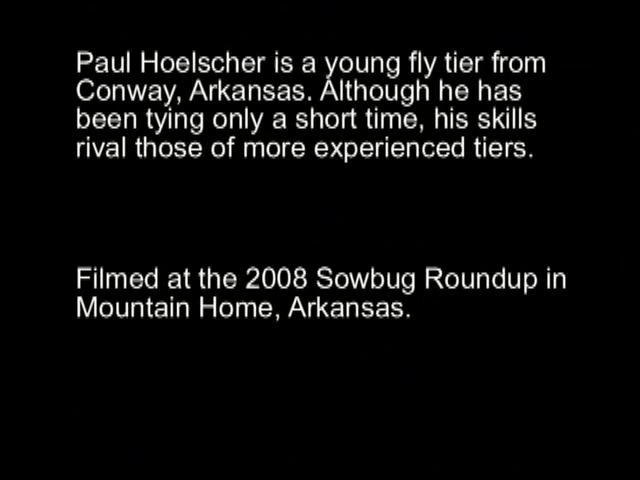 Paul Hoelscher is a young fly tier from
Conway, Arkansas. Although he has
been tying only a short time, his skills
rival those of more experienced tiers.
Filmed at the 2008 Sowbug Roundup in
Mountain Home, Arkansas.